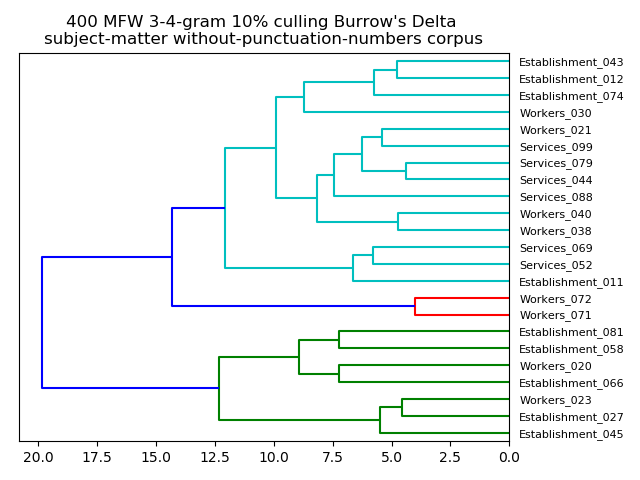 400 MFW 3-4-gram 10% culling Burrow's Delta
subject-matter without-punctuation-numbers corpus
Establishment_043
Establishment_012
Establishment_074
Workers_030
Workers_021
Services_099
Services_079
Services_044
Services_088
Workers_040
Workers_038
Services_069
Services_052
Establishment_011
Workers_072
Workers_071
Establishment_081
Establishment_058
Workers_020
Establishment_066
Workers_023
Establishment_027
Establishment_045
20.0 17.5 15.0 12.5 10.0 7.5 5.0 2.5 0.0